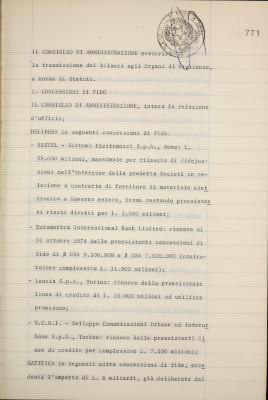 771
IL CONSIGLIO DI AMMINISTRAZIONE prescrive
la trasmissione dei Bilanci agli Organi di Vigilanza,
a norma di Statuto.
2. CONCESSIONI DI FIDO
IL CONSIGLIO DI AMMINISTRAZIONE, intesa la relazione
d'ufficio;
DELIBERA le seguenti concessioni di fido:
- SISTEL - Sistemi Elettronici S.p.A., Roma: L.
35.000 milioni, massimale per rilascio di fidejus-
sioni nell'interesse della predetta Società in re-
lazione a contratto di forniture di materiale elet
tronico a Governo estero, fermi restando preesisten
ti rischi diretti per L. 2.050 milioni;
- Euramerica International Bank Limited: rinnovo al
31 ottobre 1974 delle preesistenti concessioni di
fido di $ USA 9.500.000 e $ USA 7.500.000 (contro-
valore complessivo L. 11.000 milioni);
- Lancia S.p.A., Torino: rinnovo della preesistente
linea di credito di L. 10.000 milioni ad utilizzo
promiscuo;
- S.C.U.I. - Sviluppo Comunicazioni Urbane ed Interur
bane S.p.A., Torino: rinnovo delle preesistenti li
nee di credito per complessive L. 7.500 milioni;
RATIFICA le seguenti altre concessioni di fido, ecce
denti l'importo di L. 6 miliardi, già deliberate dal